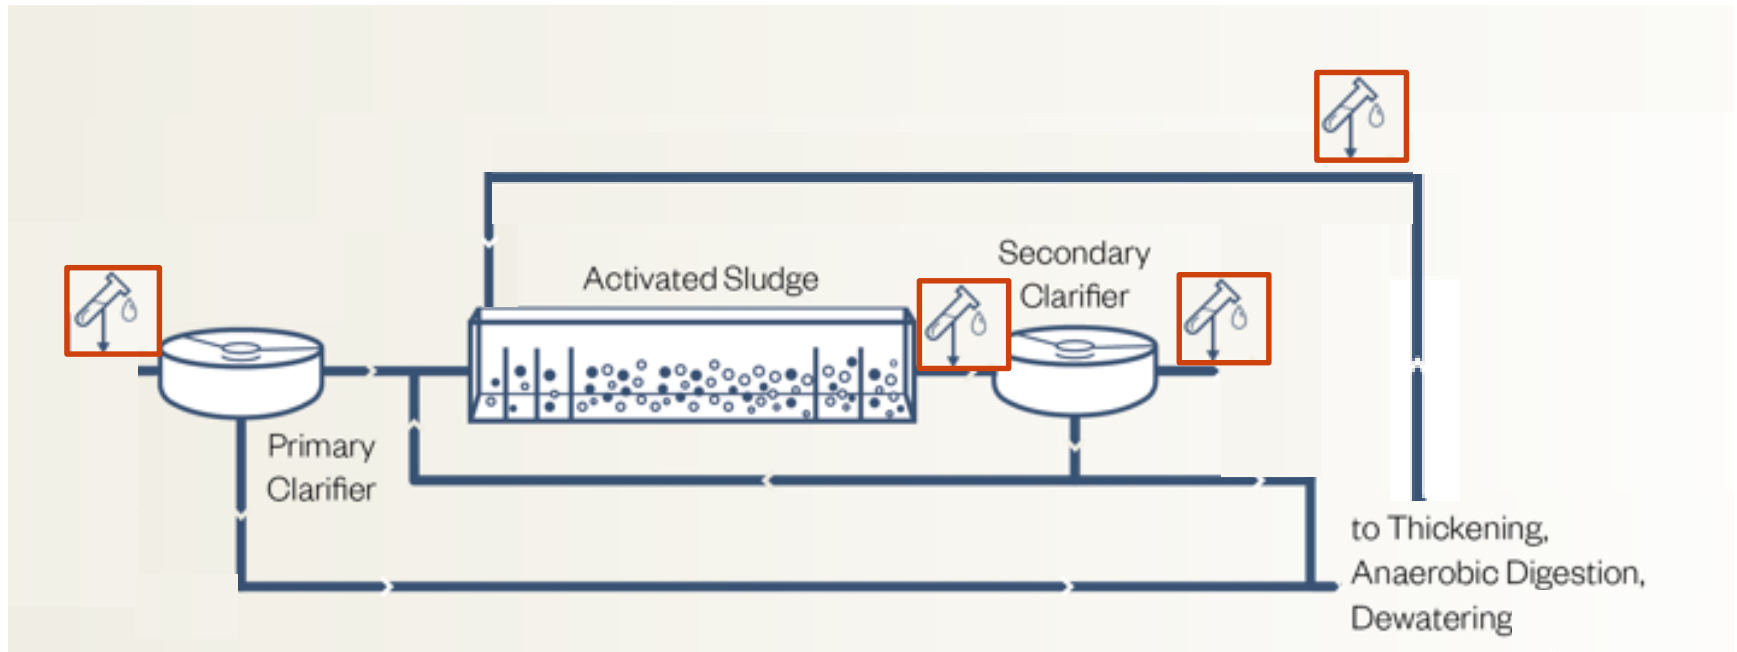 Secondary
Clarifier
Activated Sludge
Primary
Clarifier
to Thickening,
Anaerobic Digestion,
Dewatering